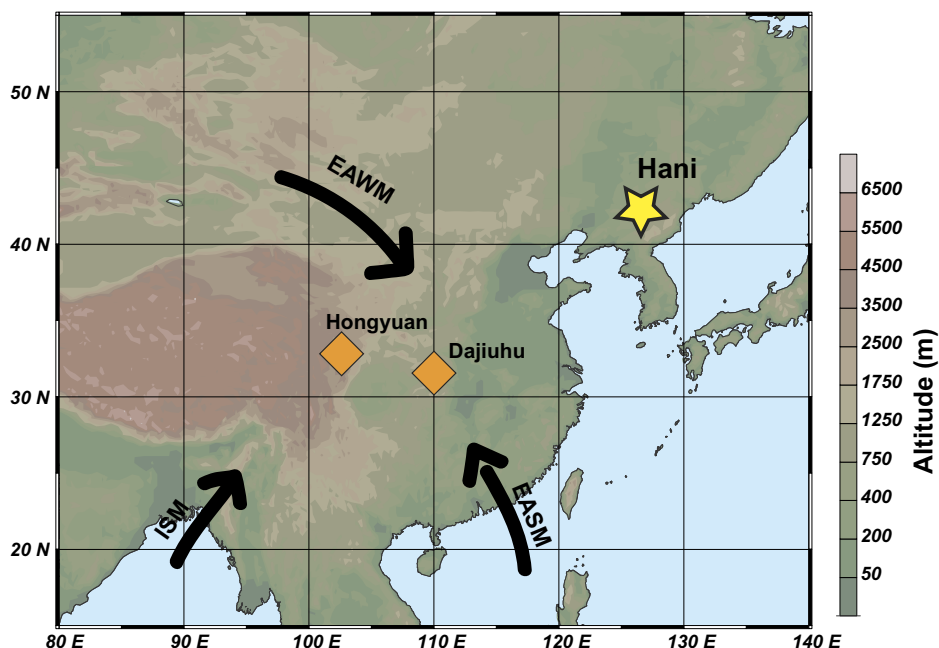 50 N
40 N
30 N
20 N
80 E
90 E
100 E
110 E
120 E
130 E
140 E
EAWM
Hani
Hongyuan
Dajiuhu
ISM
EASM
6500
5500
4500
3500
2500
1750
1250
750
400
200
50
Altitude (m)